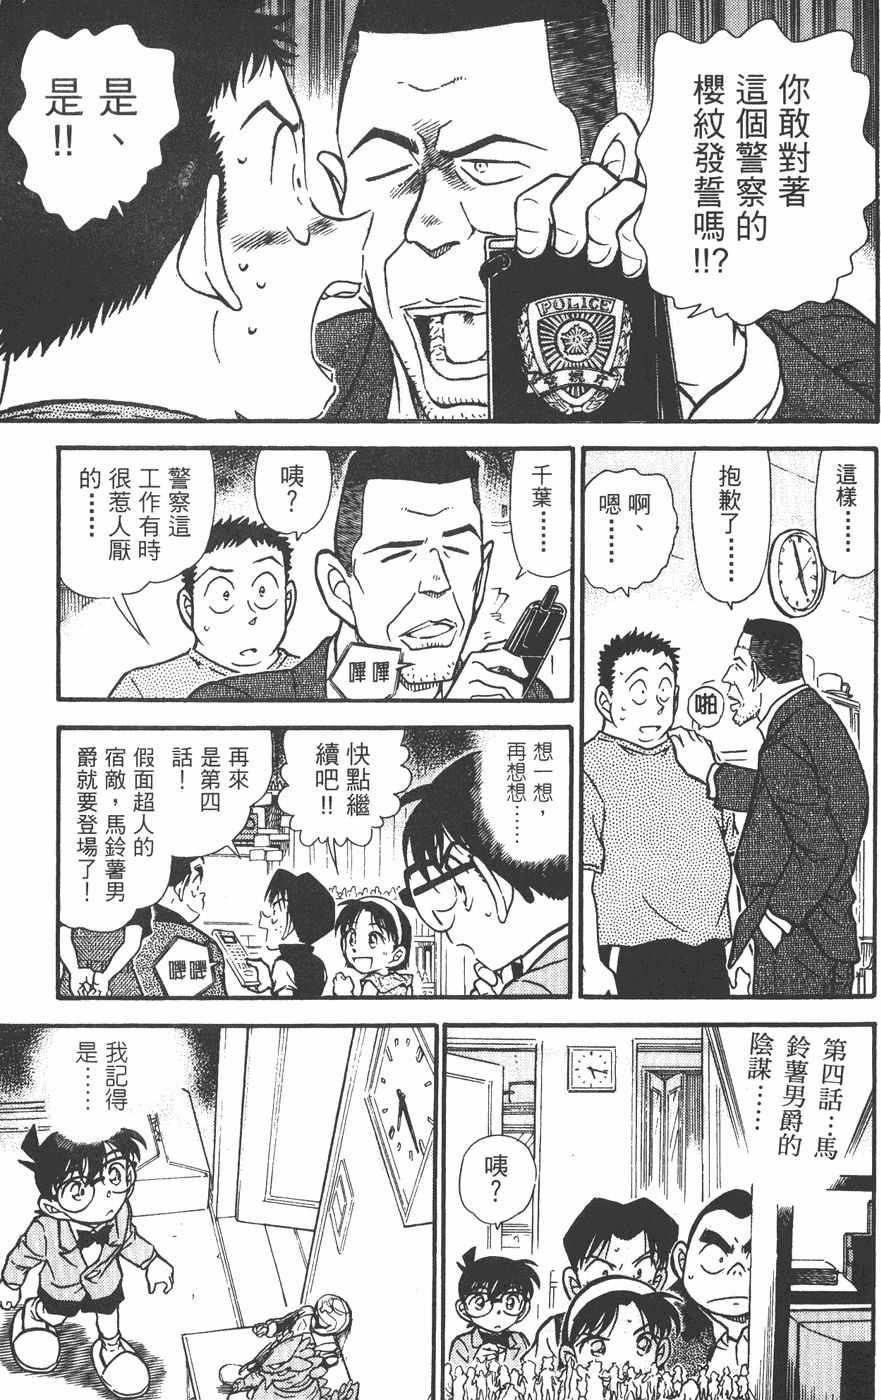 你敢對著
這個警察的
櫻紋發誓嗎!!?
是、
是!!
POLICE
警視庁
這樣⋯⋯
抱歉了⋯⋯
啊、
嗯⋯⋯
啪
千葉⋯⋯
咦?
嗶嗶
警察這
工作有時
很惹人厭
的⋯⋯
想一想,
再想想⋯⋯
快點繼
續吧!!
再來
是第四
話!
假面超人的
宿敵,馬鈴薯男
爵就要登場了!
嗶嗶
第四話⋯馬
鈴薯男爵的
陰謀⋯⋯
咦?
我記得
是⋯⋯